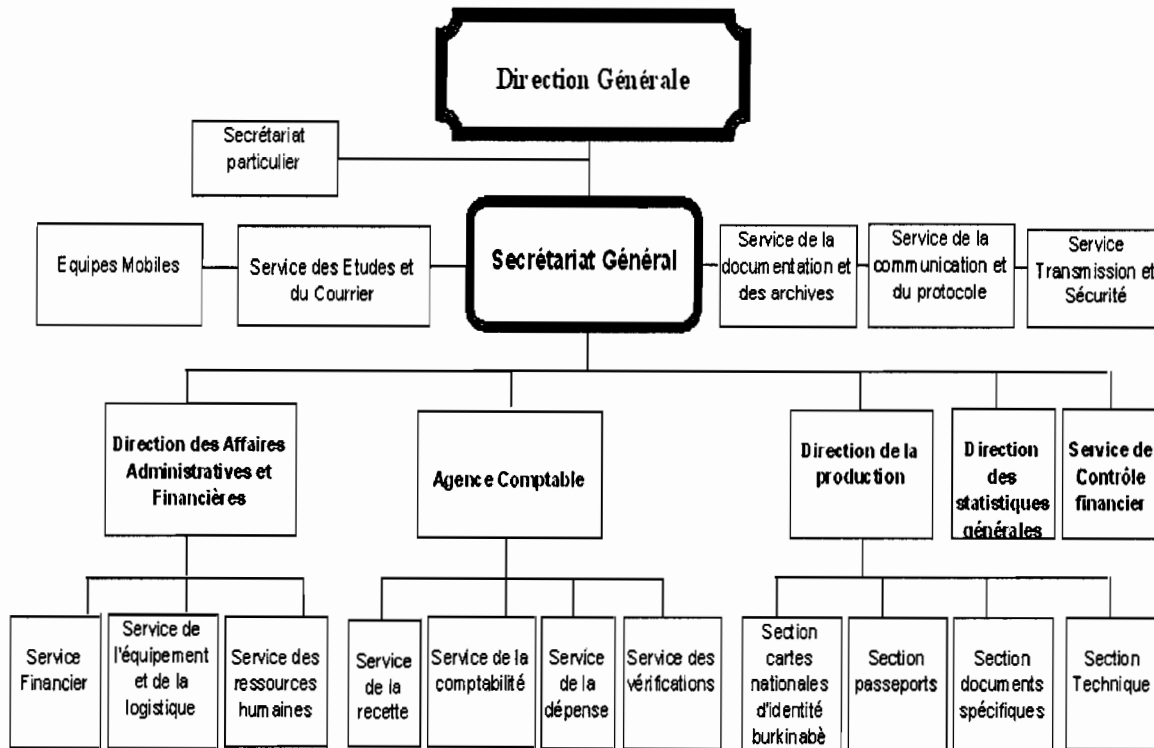 Direction Générale
Secrétariat
particulier
Equipes Mobiles
Service des Etudes et
du Courrier
Secrétariat Général
Service de la
documentation et
des archives
Service de la
communication et
du protocole
Service
Transmission et
Sécurité
Direction des Affaires
Administratives et
Financières
Agence Comptable
Direction de la
production
Direction
des
statistiques
générales
Service de
Contrôle
financier
Service
Financier
Service de
l'équipement
et de la
logistique
Service des
ressources
humaines
Service
de la
recette
Service de la
comptabilité
Service
de la
dépense
Service des
vérifications
Section
cartes
nationales
d'identité
burkinabè
Section
passeports
Section
documents
spécifiques
Section
Technique